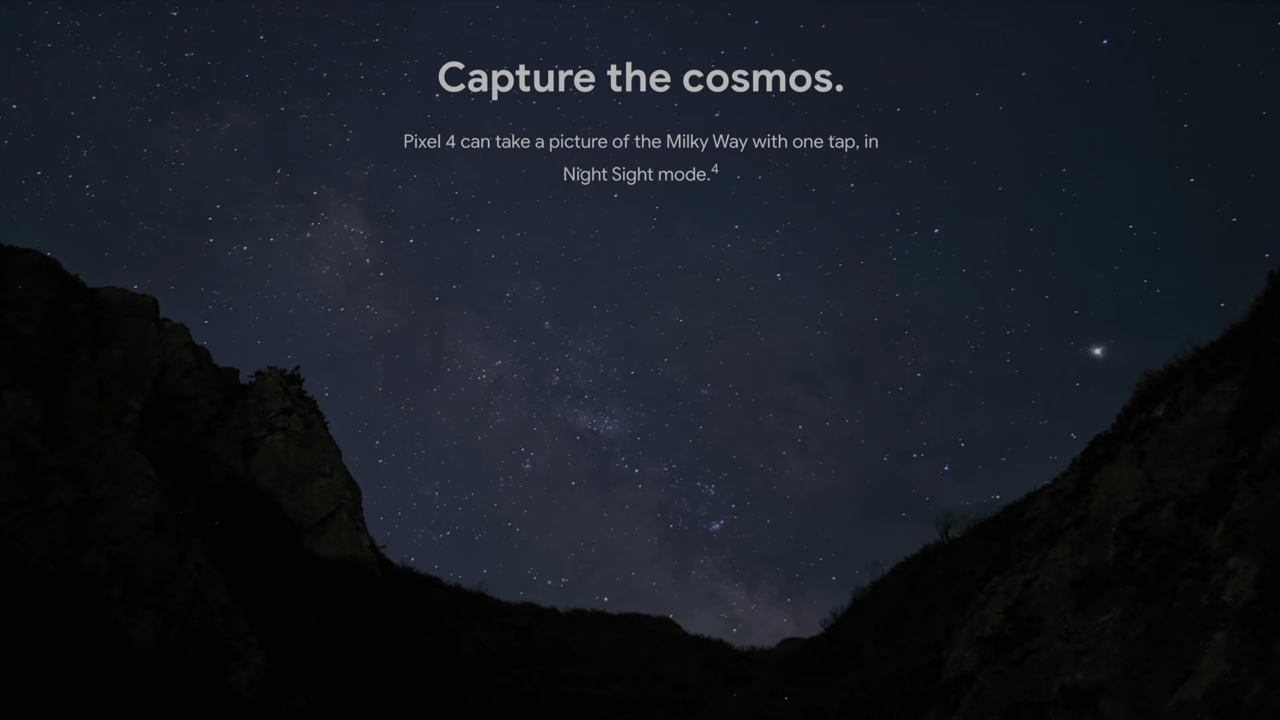 Capture the cosmos.
Pixel 4 can take a picture of the Milky Way with one tap, in
Night Sight mode.⁴